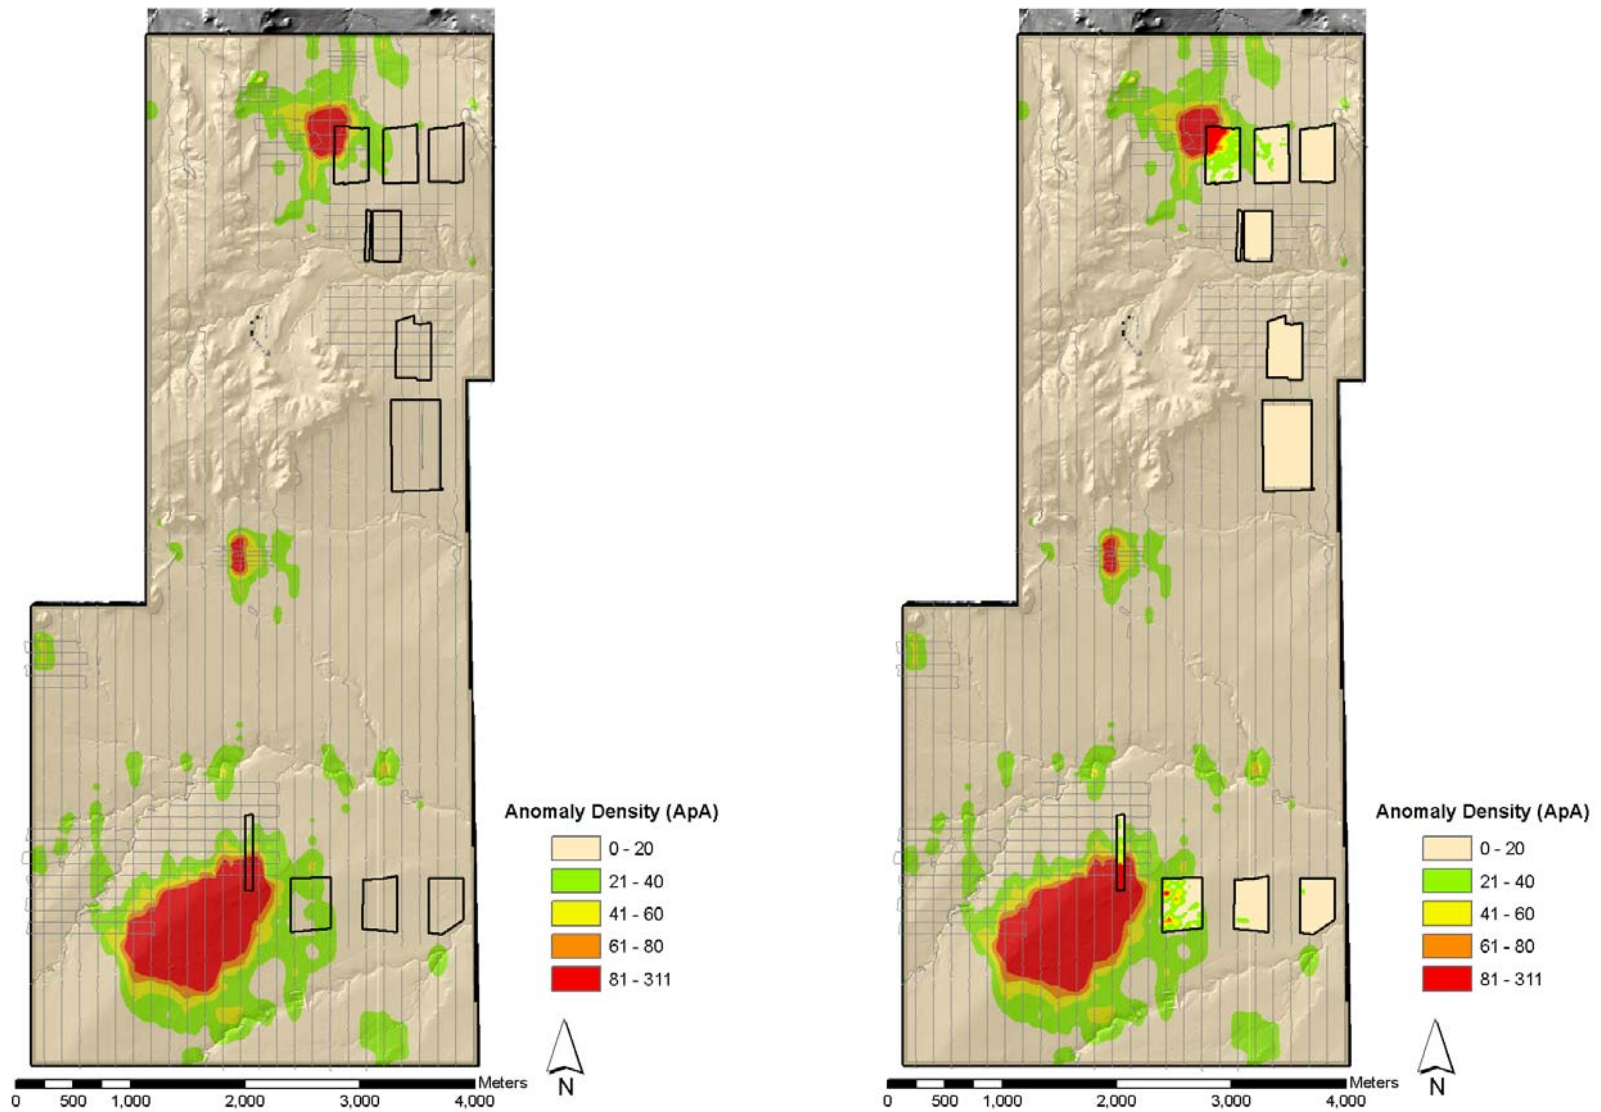 Anomaly Density (ApA)
0 - 20
21 - 40
41 - 60
61 - 80
81 - 311
N
Meters
0 500 1,000 2,000 3,000 4,000
Anomaly Density (ApA)
0 - 20
21 - 40
41 - 60
61 - 80
81 - 311
N
Meters
0 500 1,000 2,000 3,000 4,000